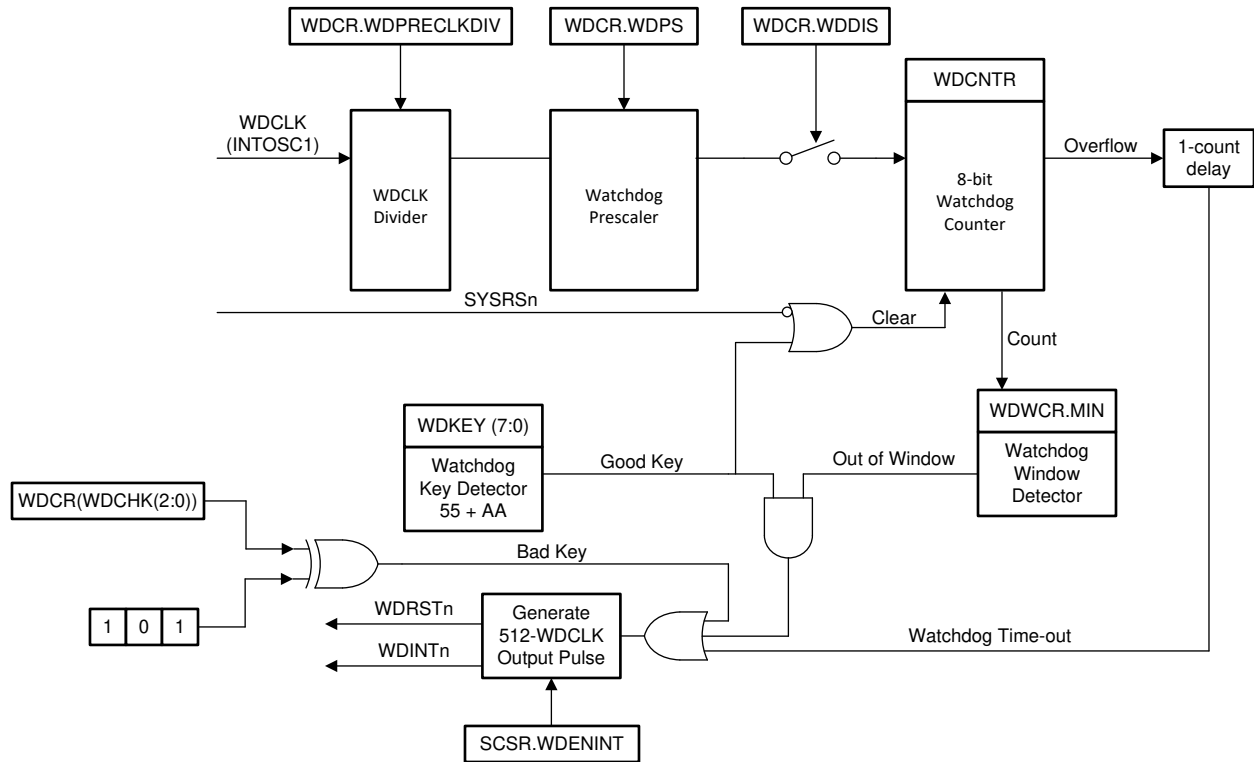 WDCR.WDPRECLKDIV
WDCR.WDPS
WDCR.WDDIS
WDCNTR
WDCLK
(INTOSC1)
WDCLK
Divider
Watchdog
Prescaler
8-bit
Watchdog
Counter
Overflow
1-count
delay
SYSRSn
Clear
Count
WDKEY (7:0)
Watchdog
Key Detector
55 + AA
Good Key
Out of Window
WDWCR.MIN
Watchdog
Window
Detector
WDCR(WDCHK(2:0))
Bad Key
1 0 1
WDRSTn
WDINTn
Generate
512-WDCLK
Output Pulse
Watchdog Time-out
SCSR.WDENINT